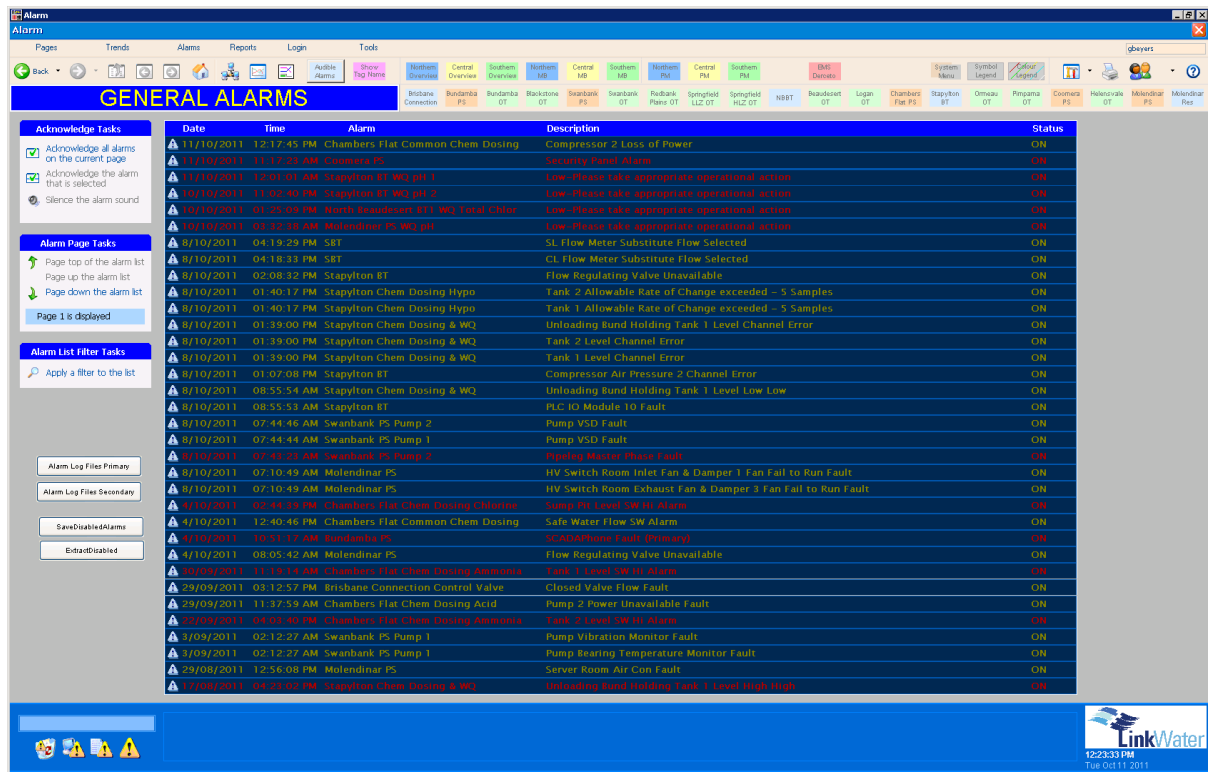 Alarm
Alarm
Pages Trends Alarms Reports Login Tools gbeyers
Back Audible Alarms Show Tag Name Northern Overview Central Overview Southern Overview Northern MB Central MB Southern MB Northern PM Central PM Southern PM EMS Dercato System Menu Symbol Legend Colour Legend
GENERAL ALARMS
Brisbane Connection Bundamba PS Bundamba OT Blackstone OT Swanbank PS Swanbank OT Redbank Plains OT Springfield LLZ OT Springfield HLZ OT NBBT Beaudesert OT Logan OT Chambers Flat PS Stapylton BT Ormeau OT Pimpama OT Coomera PS Helensvale OT Molendinar PS Molendinar Res
Acknowledge Tasks
Acknowledge all alarms
on the current page
Acknowledge the alarm
that is selected
Silence the alarm sound
Alarm Page Tasks
Page top of the alarm list
Page up the alarm list
Page down the alarm list
Page 1 is displayed
Alarm List Filter Tasks
Apply a filter to the list
Alarm Log Files Primary
Alarm Log Files Secondary
SaveDisabledAlarms
ExtractDisabled
Date Time Alarm Description Status
11/10/2011 12:17:45 PM Chambers Flat Common Chem Dosing Compressor 2 Loss of Power ON
11/10/2011 11:17:23 AM Coomera PS Security Panel Alarm ON
11/10/2011 12:01:01 AM Stapylton BT WQ pH 1 Low-Please take appropriate operational action ON
10/10/2011 11:02:40 PM Stapylton BT WQ pH 2 Low-Please take appropriate operational action ON
10/10/2011 01:25:09 PM North Beaudesert BT1 WQ Total Chlor Low-Please take appropriate operational action ON
10/10/2011 03:32:38 AM Molendiner PS WQ pH Low-Please take appropriate operational action ON
8/10/2011 04:19:29 PM SBT SL Flow Meter Substitute Flow Selected ON
8/10/2011 04:18:33 PM SBT CL Flow Meter Substitute Flow Selected ON
8/10/2011 02:08:32 PM Stapylton BT Flow Regulating Valve Unavailable ON
8/10/2011 01:40:17 PM Stapylton Chem Dosing Hypo Tank 2 Allowable Rate of Change exceeded – 5 Samples ON
8/10/2011 01:40:17 PM Stapylton Chem Dosing Hypo Tank 1 Allowable Rate of Change exceeded – 5 Samples ON
8/10/2011 01:39:00 PM Stapylton Chem Dosing & WQ Unloading Bund Holding Tank 1 Level Channel Error ON
8/10/2011 01:39:00 PM Stapylton Chem Dosing & WQ Tank 2 Level Channel Error ON
8/10/2011 01:39:00 PM Stapylton Chem Dosing & WQ Tank 1 Level Channel Error ON
8/10/2011 01:07:08 PM Stapylton BT Compressor Air Pressure 2 Channel Error ON
8/10/2011 08:55:54 AM Stapylton Chem Dosing & WQ Unloading Bund Holding Tank 1 Level Low Low ON
8/10/2011 08:55:53 AM Stapylton BT PLC IO Module 10 Fault ON
8/10/2011 07:44:46 AM Swanbank PS Pump 2 Pump VSD Fault ON
8/10/2011 07:44:44 AM Swanbank PS Pump 1 Pump VSD Fault ON
8/10/2011 07:43:23 AM Swanbank PS Pump 2 Pipeleg Master Phase Fault ON
8/10/2011 07:10:49 AM Molendinar PS HV Switch Room Inlet Fan & Damper 1 Fan Fail to Run Fault ON
8/10/2011 07:10:49 AM Molendinar PS HV Switch Room Exhaust Fan & Damper 3 Fan Fail to Run Fault ON
4/10/2011 02:44:39 PM Chambers Flat Chem Dosing Chlorine Sump Pit Level SW Hi Alarm ON
4/10/2011 12:40:46 PM Chambers Flat Common Chem Dosing Safe Water Flow SW Alarm ON
4/10/2011 10:51:17 AM Bundamba PS SCADAPhone Fault (Primary) ON
4/10/2011 08:05:42 AM Molendinar PS Flow Regulating Valve Unavailable ON
30/09/2011 11:19:14 AM Chambers Flat Chem Dosing Ammonia Tank 1 Level SW Hi Alarm ON
29/09/2011 03:12:57 PM Brisbane Connection Control Valve Closed Valve Flow Fault ON
29/09/2011 11:37:59 AM Chambers Flat Chem Dosing Acid Pump 2 Power Unavailable Fault ON
22/09/2011 04:03:40 PM Chambers Flat Chem Dosing Ammonia Tank 2 Level SW Hi Alarm ON
3/09/2011 02:12:27 AM Swanbank PS Pump 1 Pump Vibration Monitor Fault ON
3/09/2011 02:12:27 AM Swanbank PS Pump 1 Pump Bearing Temperature Monitor Fault ON
29/08/2011 12:56:08 PM Molendinar PS Server Room Air Con Fault ON
17/08/2011 04:23:02 PM Stapylton Chem Dosing & WQ Unloading Bund Holding Tank 1 Level High High ON
LinkWater
12:23:33 PM
Tue Oct 11 2011